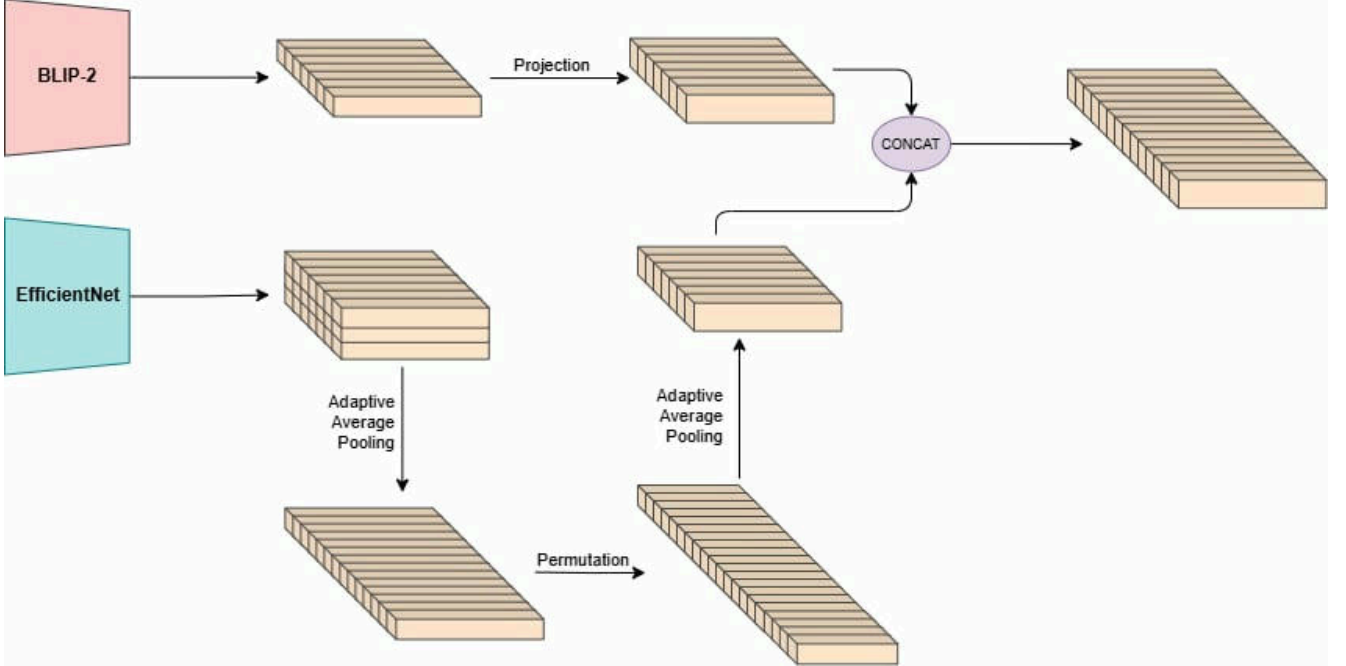 BLIP-2
Projection
CONCAT
EfficientNet
Adaptive
Average
Pooling
Adaptive
Average
Pooling
Permutation